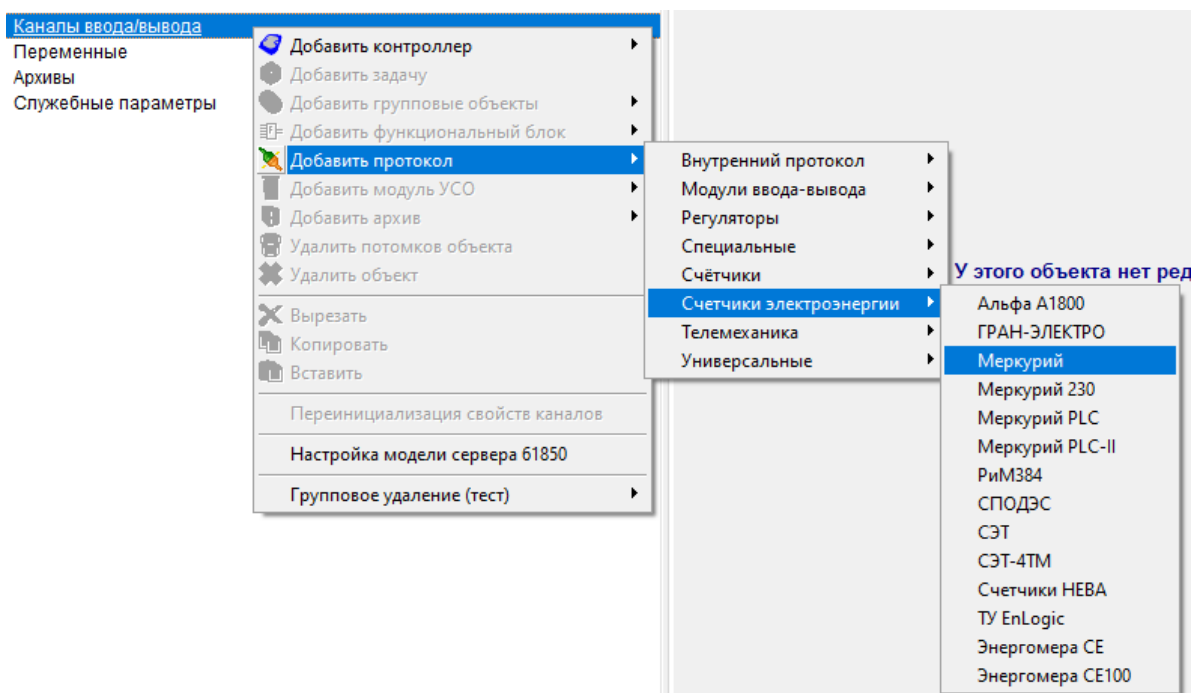 Каналы ввода/вывода
Переменные
Архивы
Служебные параметры
Добавить контроллер
Добавить задачу
Добавить групповые объекты
Добавить функциональный блок
Добавить протокол
Добавить модуль УСО
Добавить архив
Удалить потомков объекта
Удалить объект
Вырезать
Копировать
Вставить
Переинициализация свойств каналов
Настройка модели сервера 61850
Групповое удаление (тест)
Внутренний протокол
Модули ввода-вывода
Регуляторы
Специальные
Счётчики
Счетчики электроэнергии
Телемеханика
Универсальные
У этого объекта нет ред
Альфа А1800
ГРАН-ЭЛЕКТРО
Меркурий
Меркурий 230
Меркурий PLC
Меркурий PLC-II
РиМ384
СПОДЭС
СЭТ
СЭТ-4ТМ
Счетчики НЕВА
ТУ EnLogic
Энергомера СЕ
Энергомера СЕ100